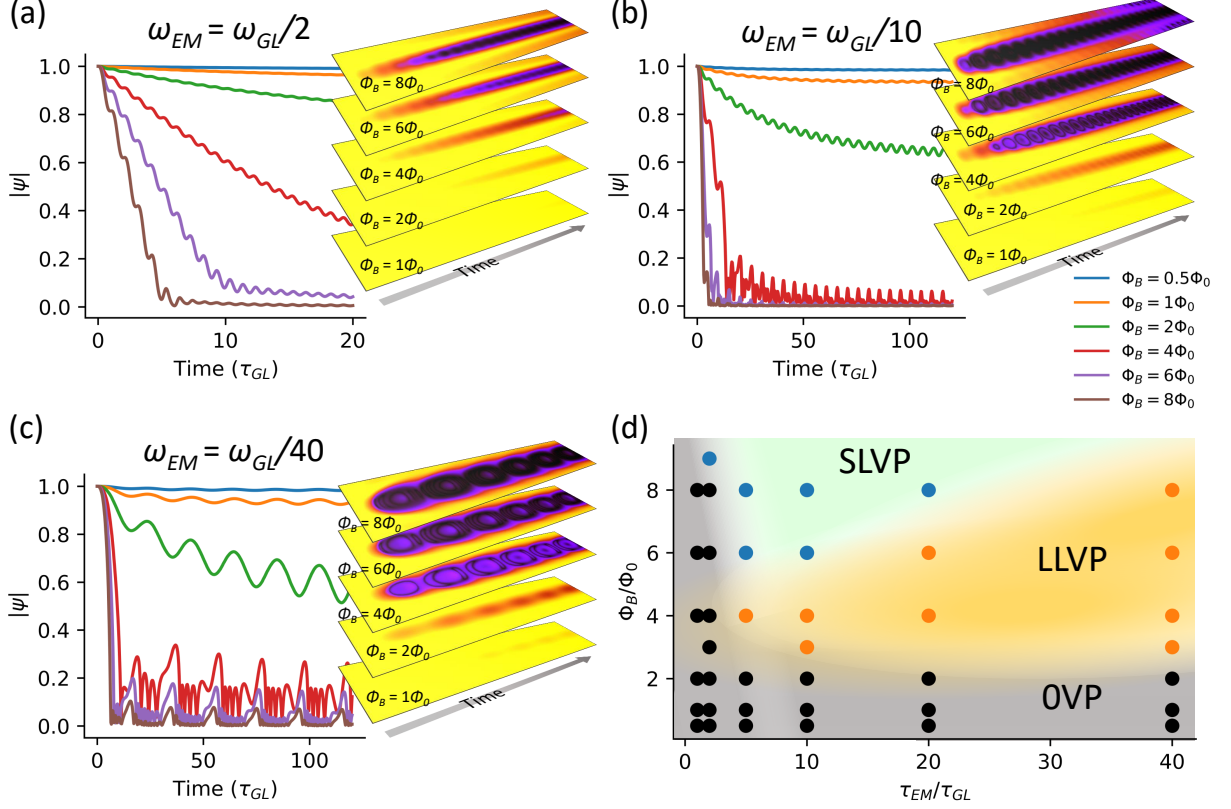 (a)
ω_EM = ω_GL/2
|ψ|
1.0
0.8
0.6
0.4
0.2
0.0
0
10
20
Time (τ_GL)
Φ_B = 8Φ_0
Φ_B = 6Φ_0
Φ_B = 4Φ_0
Φ_B = 2Φ_0
Φ_B = 1Φ_0
Time
(b)
ω_EM = ω_GL/10
|ψ|
1.0
0.8
0.6
0.4
0.2
0.0
0
50
100
Time (τ_GL)
Φ_B = 8Φ_0
Φ_B = 6Φ_0
Φ_B = 4Φ_0
Φ_B = 2Φ_0
Φ_B = 1Φ_0
Time
Φ_B = 0.5Φ_0
Φ_B = 1Φ_0
Φ_B = 2Φ_0
Φ_B = 4Φ_0
Φ_B = 6Φ_0
Φ_B = 8Φ_0
(c)
ω_EM = ω_GL/40
|ψ|
1.0
0.8
0.6
0.4
0.2
0.0
0
50
100
Time (τ_GL)
Φ_B = 8Φ_0
Φ_B = 6Φ_0
Φ_B = 4Φ_0
Φ_B = 2Φ_0
Φ_B = 1Φ_0
Time
(d)
SLVP
LLVP
0VP
Φ_B/Φ_0
8
6
4
2
0
10
20
30
40
τ_EM/τ_GL